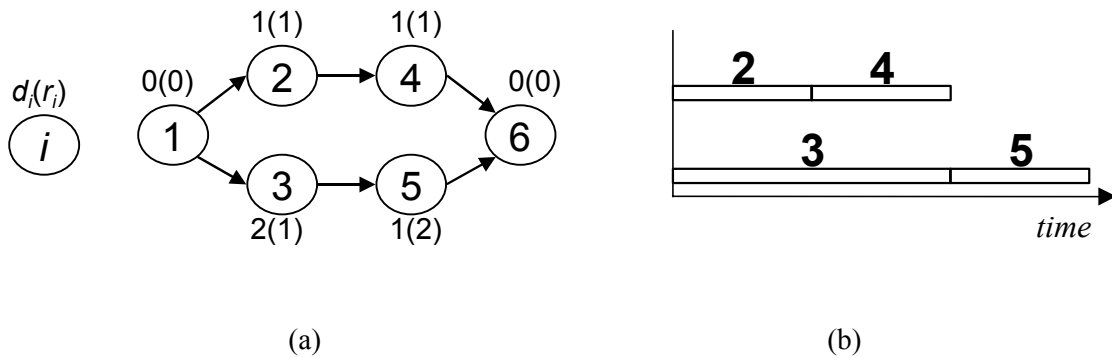 1(1) 1(1)
0(0) 0(0)
d_i(r_i)
2 4
i 1 6
3 5
2(1) 1(2)
2 4
3 5
time
(a) (b)